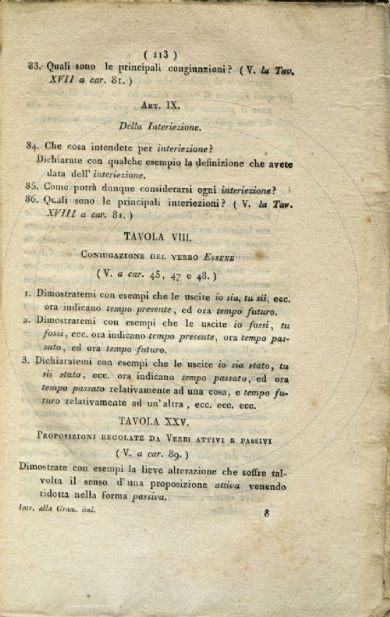 ( 113 )
83. Quali sono le principali congiunzioni? ( V. la Tav.
XVII a car. 81. )
ART. IX.
Della Interiezione.
84. Che cosa intendete per interiezione?
Dichiarate con qualche esempio la definizione che avete
data dell' interiezione.
85. Come potrà dunque considerarsi ogni interiezione?
86. Quali sono le principali interiezioni? ( V. la Tav.
XVIII a car. 81. )
TAVOLA VIII.
CONIUGAZIONE DEL VERBO ESSERE
( V. a car. 45, 47 e 48. )
1. Dimostratemi con esempi che le uscite io sia, tu sii, ecc.
ora indicano tempo presente, ed ora tempo futuro.
2. Dimostratemi con esempi che le uscite io fossi, tu
fossi, ecc. ora indicano tempo presente, ora tempo pas-
sato, ed ora tempo futuro.
3. Dichiaratemi con esempi che le uscite io sia stato, tu
sii stato, ecc. ora indicano tempo passato, ed ora
tempo passato relativamente ad una cosa, e tempo fu-
turo relativamente ad un'altra, ecc. ecc. ecc.
TAVOLA XXV.
PROPOSIZIONI REGOLATE DA VERBI ATTIVI E PASSIVI
( V. a car. 89. )
Dimostrate con esempi la lieve alterazione che soffre tal-
volta il senso d'una proposizione attiva venendo
ridotta nella forma passiva.
Intr. alla Gram. ital.
8